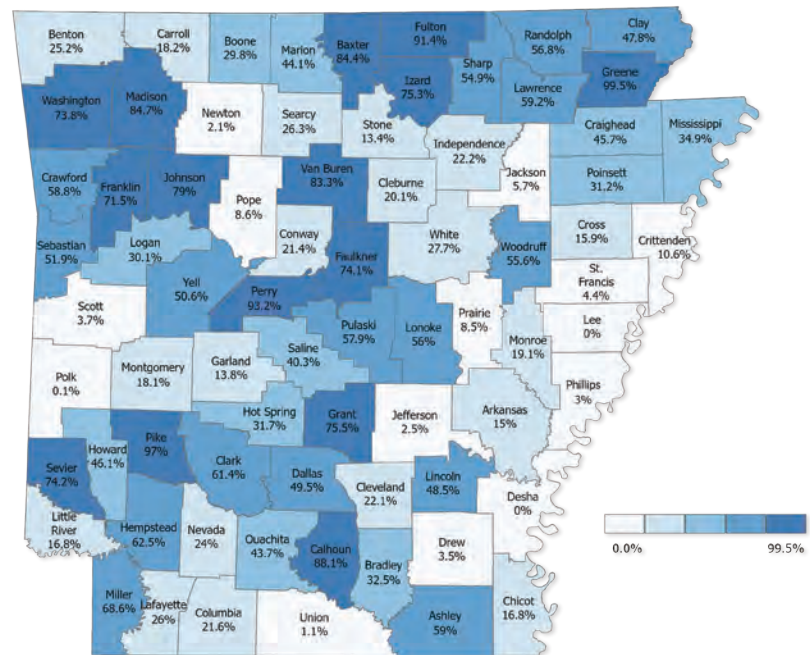 Benton
25.2%
Carroll
18.2%
Boone
29.8%
Marion
44.1%
Baxter
84.4%
Fulton
91.4%
Randolph
56.8%
Clay
47.8%
Izard
75.3%
Sharp
54.9%
Lawrence
59.2%
Greene
99.5%
Washington
73.8%
Madison
84.7%
Newton
2.1%
Searcy
26.3%
Stone
13.4%
Independence
22.2%
Jackson
5.7%
Craighead
45.7%
Mississippi
34.9%
Poinsett
31.2%
Crawford
58.8%
Franklin
71.5%
Johnson
79%
Pope
8.6%
Van Buren
83.3%
Cleburne
20.1%
Conway
21.4%
White
27.7%
Woodruff
55.6%
Cross
15.9%
Crittenden
10.6%
Sebastian
51.9%
Logan
30.1%
Yell
50.6%
Faulkner
74.1%
St.
Francis
4.4%
Scott
3.7%
Perry
93.2%
Pulaski
57.9%
Lonoke
56%
Prairie
8.5%
Monroe
19.1%
Lee
0%
Polk
0.1%
Montgomery
18.1%
Garland
13.8%
Saline
40.3%
Phillips
3%
Hot Spring
31.7%
Grant
75.5%
Jefferson
2.5%
Arkansas
15%
Sevier
74.2%
Howard
46.1%
Pike
97%
Clark
61.4%
Dallas
49.5%
Cleveland
22.1%
Lincoln
48.5%
Desha
0%
Little
River
16.8%
Hempstead
62.5%
Nevada
24%
Ouachita
43.7%
Calhoun
88.1%
Bradley
32.5%
Drew
3.5%
0.0%
99.5%
Miller
68.6%
Lafayette
26%
Columbia
21.6%
Union
1.1%
Ashley
59%
Chicot
16.8%